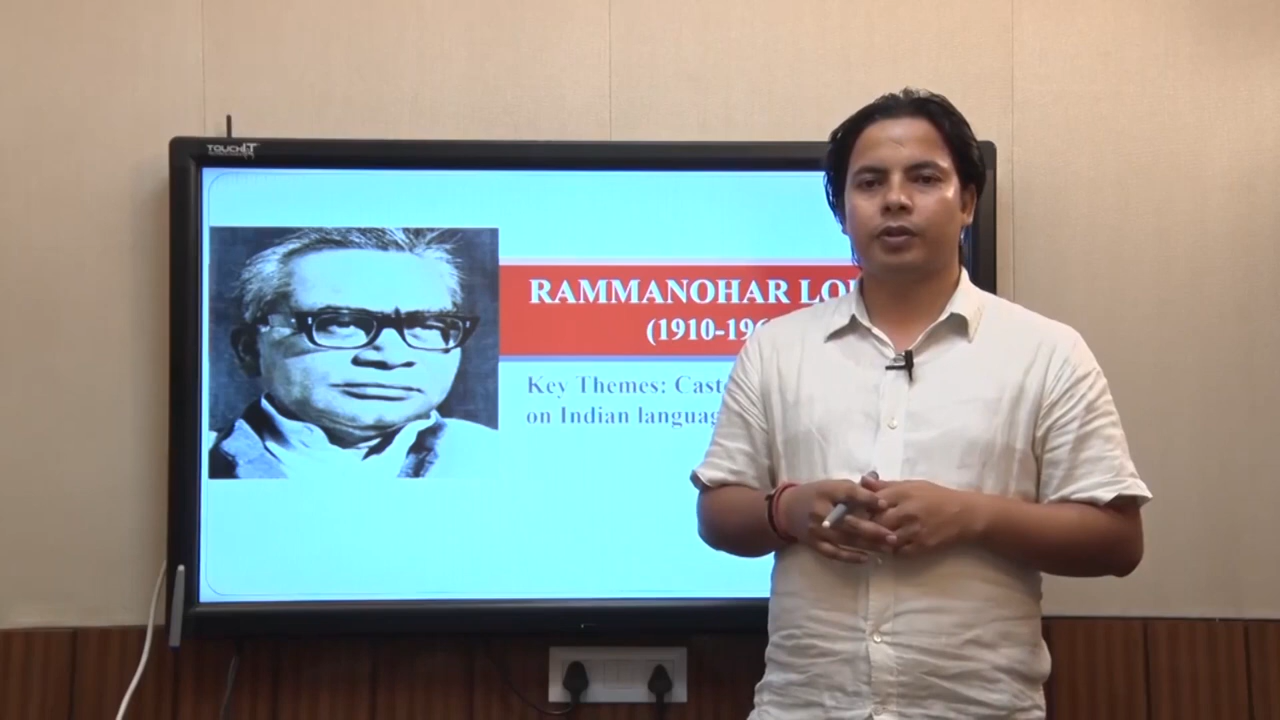 TOUCHIT
RAMMANOHAR LO
(1910-196
Key Themes: Caste
on Indian languag